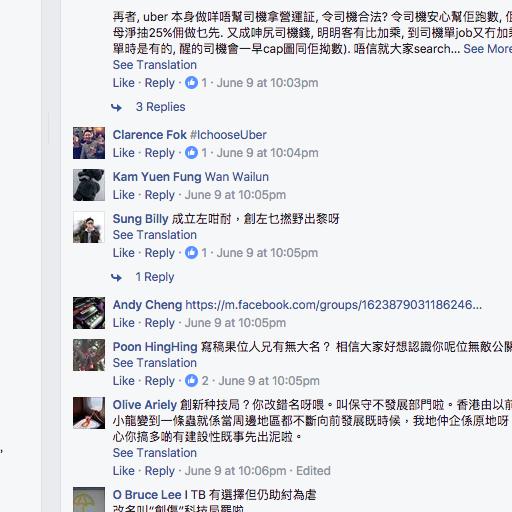 再者, uber 本身做咩唔幫司機拿營運証, 令司機合法? 令司機安心幫佢跑數,
母淨抽25%佣做乜先. 又成呻尻司機錢, 明明客有比加乘, 到司機單job又冇加
單時是有的, 醒的司機會一早cap圖同佢拗數). 唔信就大家search... See More
See Translation
Like · Reply · 1 · June 9 at 10:03pm
3 Replies
Clarence Fok #IchooseUber
Like · Reply · 1 · June 9 at 10:04pm
Kam Yuen Fung Wan Wailun
Like · Reply · June 9 at 10:05pm
Sung Billy 成立左咁耐，創左乜撚野出黎呀
See Translation
Like · Reply · 1 · June 9 at 10:05pm
1 Reply
Andy Cheng https://m.facebook.com/groups/1623879031186246...
Like · Reply · June 9 at 10:05pm
Poon HingHing 寫稿果位人兄有無大名？ 相信大家好想認識你呢位無敵公關
See Translation
Like · Reply · 2 · June 9 at 10:05pm
Olive Ariely 創新科技局？你改錯名呀喂。叫保守不發展部門啦。香港由以前
小龍變到一條蟲就係當周邊地區都不斷向前發展既時候，我地仲企係原地呀
心你搞多啲有建設性既事先出泥啦。
See Translation
Like · Reply · June 9 at 10:06pm · Edited
O Bruce Lee I TB 有選擇但仍助紂為虐
改名叫“創傷”科技局罷啦